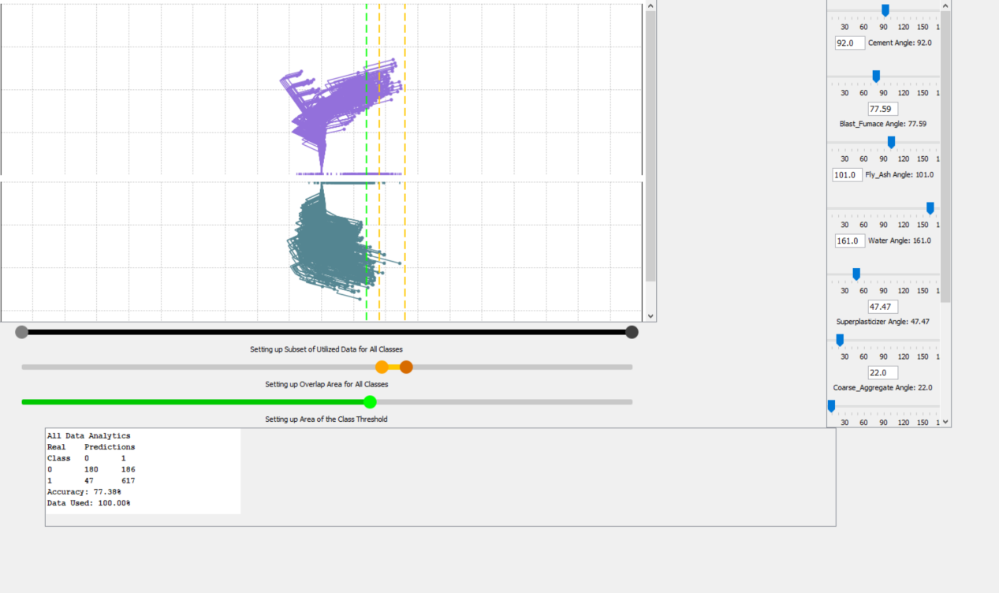 30 60 90 120 150 1
92.0 Cement Angle: 92.0
30 60 90 120 150 1
77.59
Blast_Furnace Angle: 77.59
30 60 90 120 150 1
101.0 Fly_Ash Angle: 101.0
30 60 90 120 150 1
161.0 Water Angle: 161.0
30 60 90 120 150 1
47.47
Superplasticizer Angle: 47.47
30 60 90 120 150 1
22.0
Coarse_Aggregate Angle: 22.0
30 60 90 120 150 1
Setting up Subset of Utilized Data for All Classes
Setting up Overlap Area for All Classes
Setting up Area of the Class Threshold
All Data Analytics
Real Predictions
Class 0 1
0 180 186
1 47 617
Accuracy: 77.38%
Data Used: 100.00%